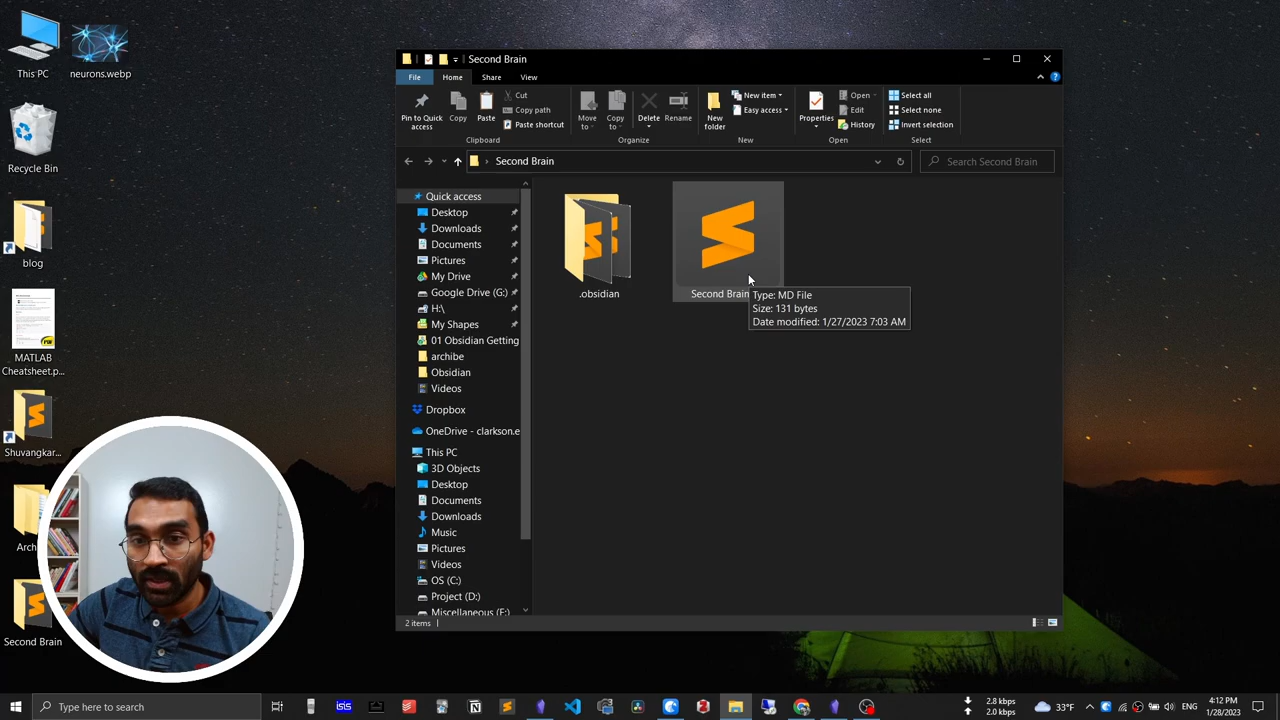 This PC
neurons.webp
Recycle Bin
blog
MATLAB
Cheatsheet.p...
Shuvangkar...
Second Brain
Second Brain
File
Home
Share
View
Pin to Quick
access
Copy
Paste
Cut
Copy path
Paste shortcut
Clipboard
Move
to
Copy
to
Delete
Rename
Organize
New
folder
New item
Easy access
New
Properties
Open
Edit
History
Open
Select all
Select none
Invert selection
Select
Second Brain
Search Second Brain
Quick access
Desktop
Downloads
Documents
Pictures
My Drive
Google Drive (G:)
H:\
My Shapes
01 Obsidian Getting
archibe
Obsidian
Videos
Dropbox
OneDrive - clarkson.e
This PC
3D Objects
Desktop
Documents
Downloads
Music
Pictures
Videos
OS (C:)
Project (D:)
Miscellaneous (F:)
.obsidian
Second Brain
Type: MD File
Size: 131 bytes
Date modified: 1/27/2023 7:03 AM
2 items
Type here to search
isis
2.8 kbps
2.0 kbps
33°F
4:12 PM
1/28/2023